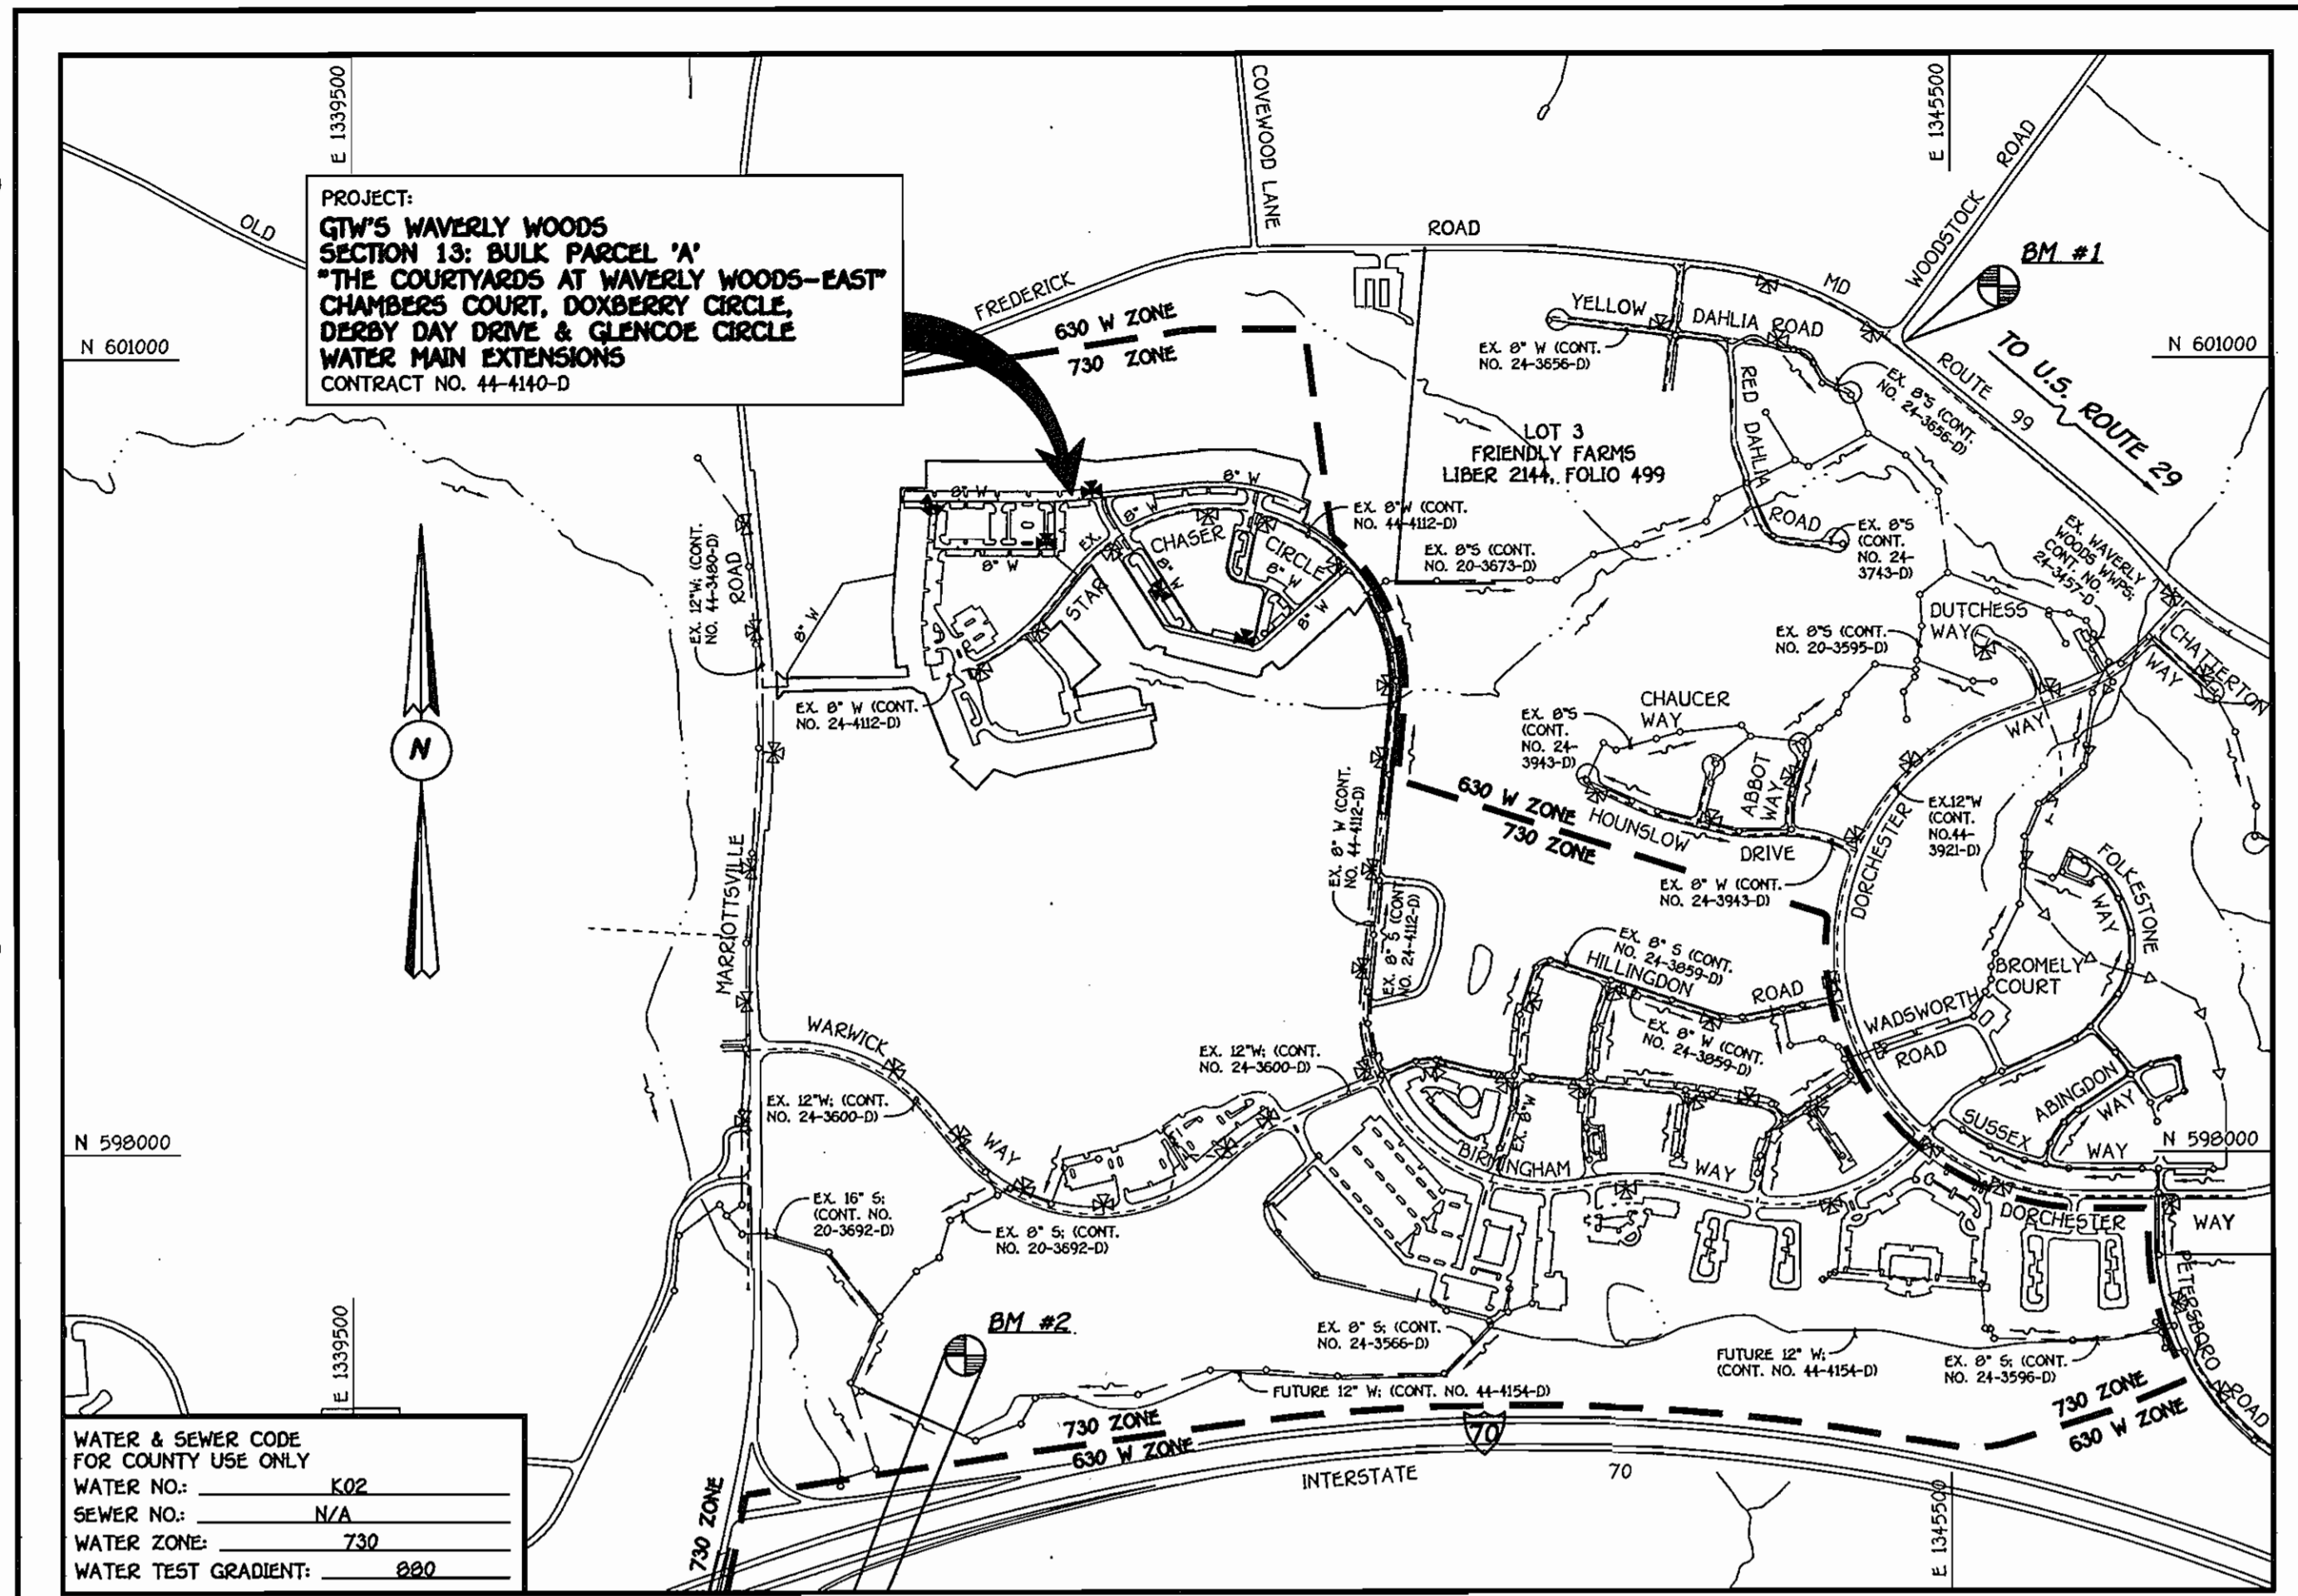 E 1339500
COVEWOOD LANE
E 1345500
WOODSTOCK ROAD
OLD
PROJECT:
GTW'S WAVERLY WOODS
SECTION 13: BULK PARCEL 'A'
"THE COURTYARDS AT WAVERLY WOODS-EAST"
CHAMBERS COURT, DOXBERRY CIRCLE,
DERBY DAY DRIVE & GLENCOE CIRCLE
WATER MAIN EXTENSIONS
CONTRACT NO. 44-4140-D
FREDERICK
ROAD
MD
ROUTE 99
BM #1
TO U.S. ROUTE 29
N 601000
N 601000
630 W ZONE
730 ZONE
YELLOW DAHLIA ROAD
EX. 8" W (CONT.
NO. 24-3656-D)
EX. 8"S (CONT.
NO. 24-3656-D)
RED DAHLIA ROAD
LOT 3
FRIENDLY FARMS
LIBER 2144, FOLIO 499
EX. 8"S
(CONT.
NO. 24-
3743-D)
EX. WAVERLY
WOODS WWPS;
CONT. NO.
24-3457-D
8" W
8" W
8" W
EX.
CHASER CIRCLE
8" W
8" W
8" W
8" W
STAR
EX. 8"W (CONT.
NO. 44-4112-D)
EX. 8"S (CONT.
NO. 20-3673-D)
EX. 12"W; (CONT.
NO. 44-3480-D)
ROAD
8" W
EX. 8" W (CONT.
NO. 24-4112-D)
DUTCHESS
WAY
EX. 8"S (CONT.
NO. 20-3595-D)
CHATTERTON
WAY
CHAUCER
WAY
EX. 8"S
(CONT.
NO. 24-
3943-D)
ABBOT
WAY
WAY
N
630 W ZONE
730 ZONE
HOUNSLOW
DRIVE
DORCHESTER
EX.12"W
(CONT.
NO.44-
3921-D)
EX. 8" W (CONT.
NO. 24-3943-D)
EX. 8" W (CONT.
NO. 44-4112-D)
EX. 8" S (CONT.
NO. 24-4112-D)
FOLKESTONE
WAY
MARRIOTTSVILLE
EX. 8" S (CONT.
NO. 24-3859-D)
HILLINGDON
ROAD
EX. 8" W (CONT.
NO. 24-3859-D)
BROMELY
COURT
WADSWORTH
ROAD
WARWICK
WAY
EX. 12"W; (CONT.
NO. 24-3600-D)
EX. 12"W; (CONT.
NO. 24-3600-D)
EX. 8"W
BIRMINGHAM
WAY
ABINGDON
WAY
SUSSEX
WAY
N 598000
N 598000
EX. 16" S;
(CONT. NO.
20-3692-D)
EX. 8" S; (CONT.
NO. 20-3692-D)
DORCHESTER
WAY
PETERSBORO
ROAD
BM #2
EX. 8" S; (CONT.
NO. 24-3566-D)
FUTURE 12" W;
(CONT. NO. 44-4154-D)
EX. 8" S; (CONT.
NO. 24-3596-D)
FUTURE 12" W; (CONT. NO. 44-4154-D)
730 ZONE
630 W ZONE
730 ZONE
630 W ZONE
70
INTERSTATE
70
730 ZONE
E 1339500
E 1345500
WATER & SEWER CODE
FOR COUNTY USE ONLY
WATER NO.: K02
SEWER NO.: N/A
WATER ZONE: 730
WATER TEST GRADIENT: 880